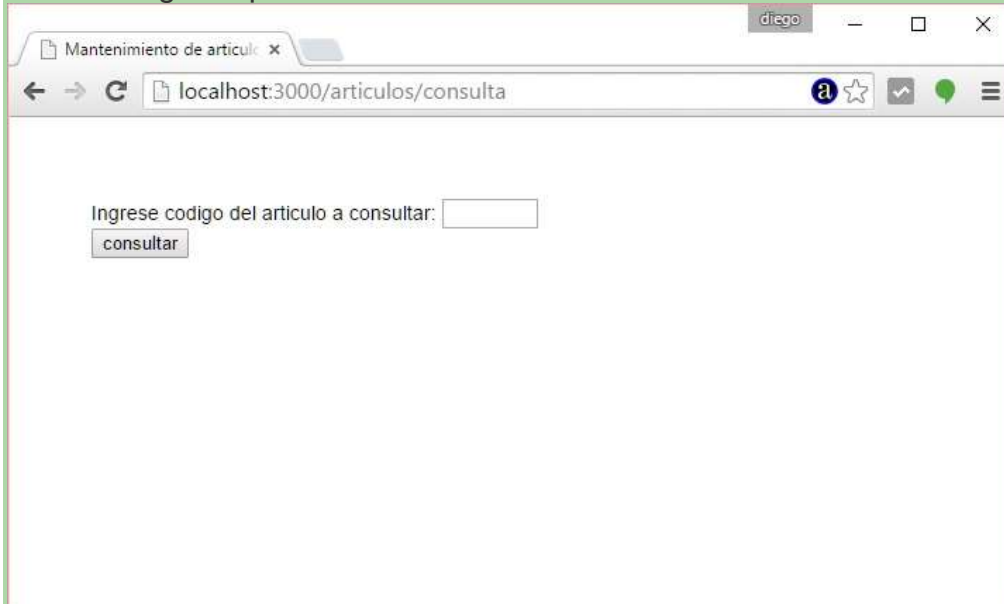 diego
Mantenimiento de articulo
localhost:3000/articulos/consulta
a
Ingrese codigo del articulo a consultar:
consultar